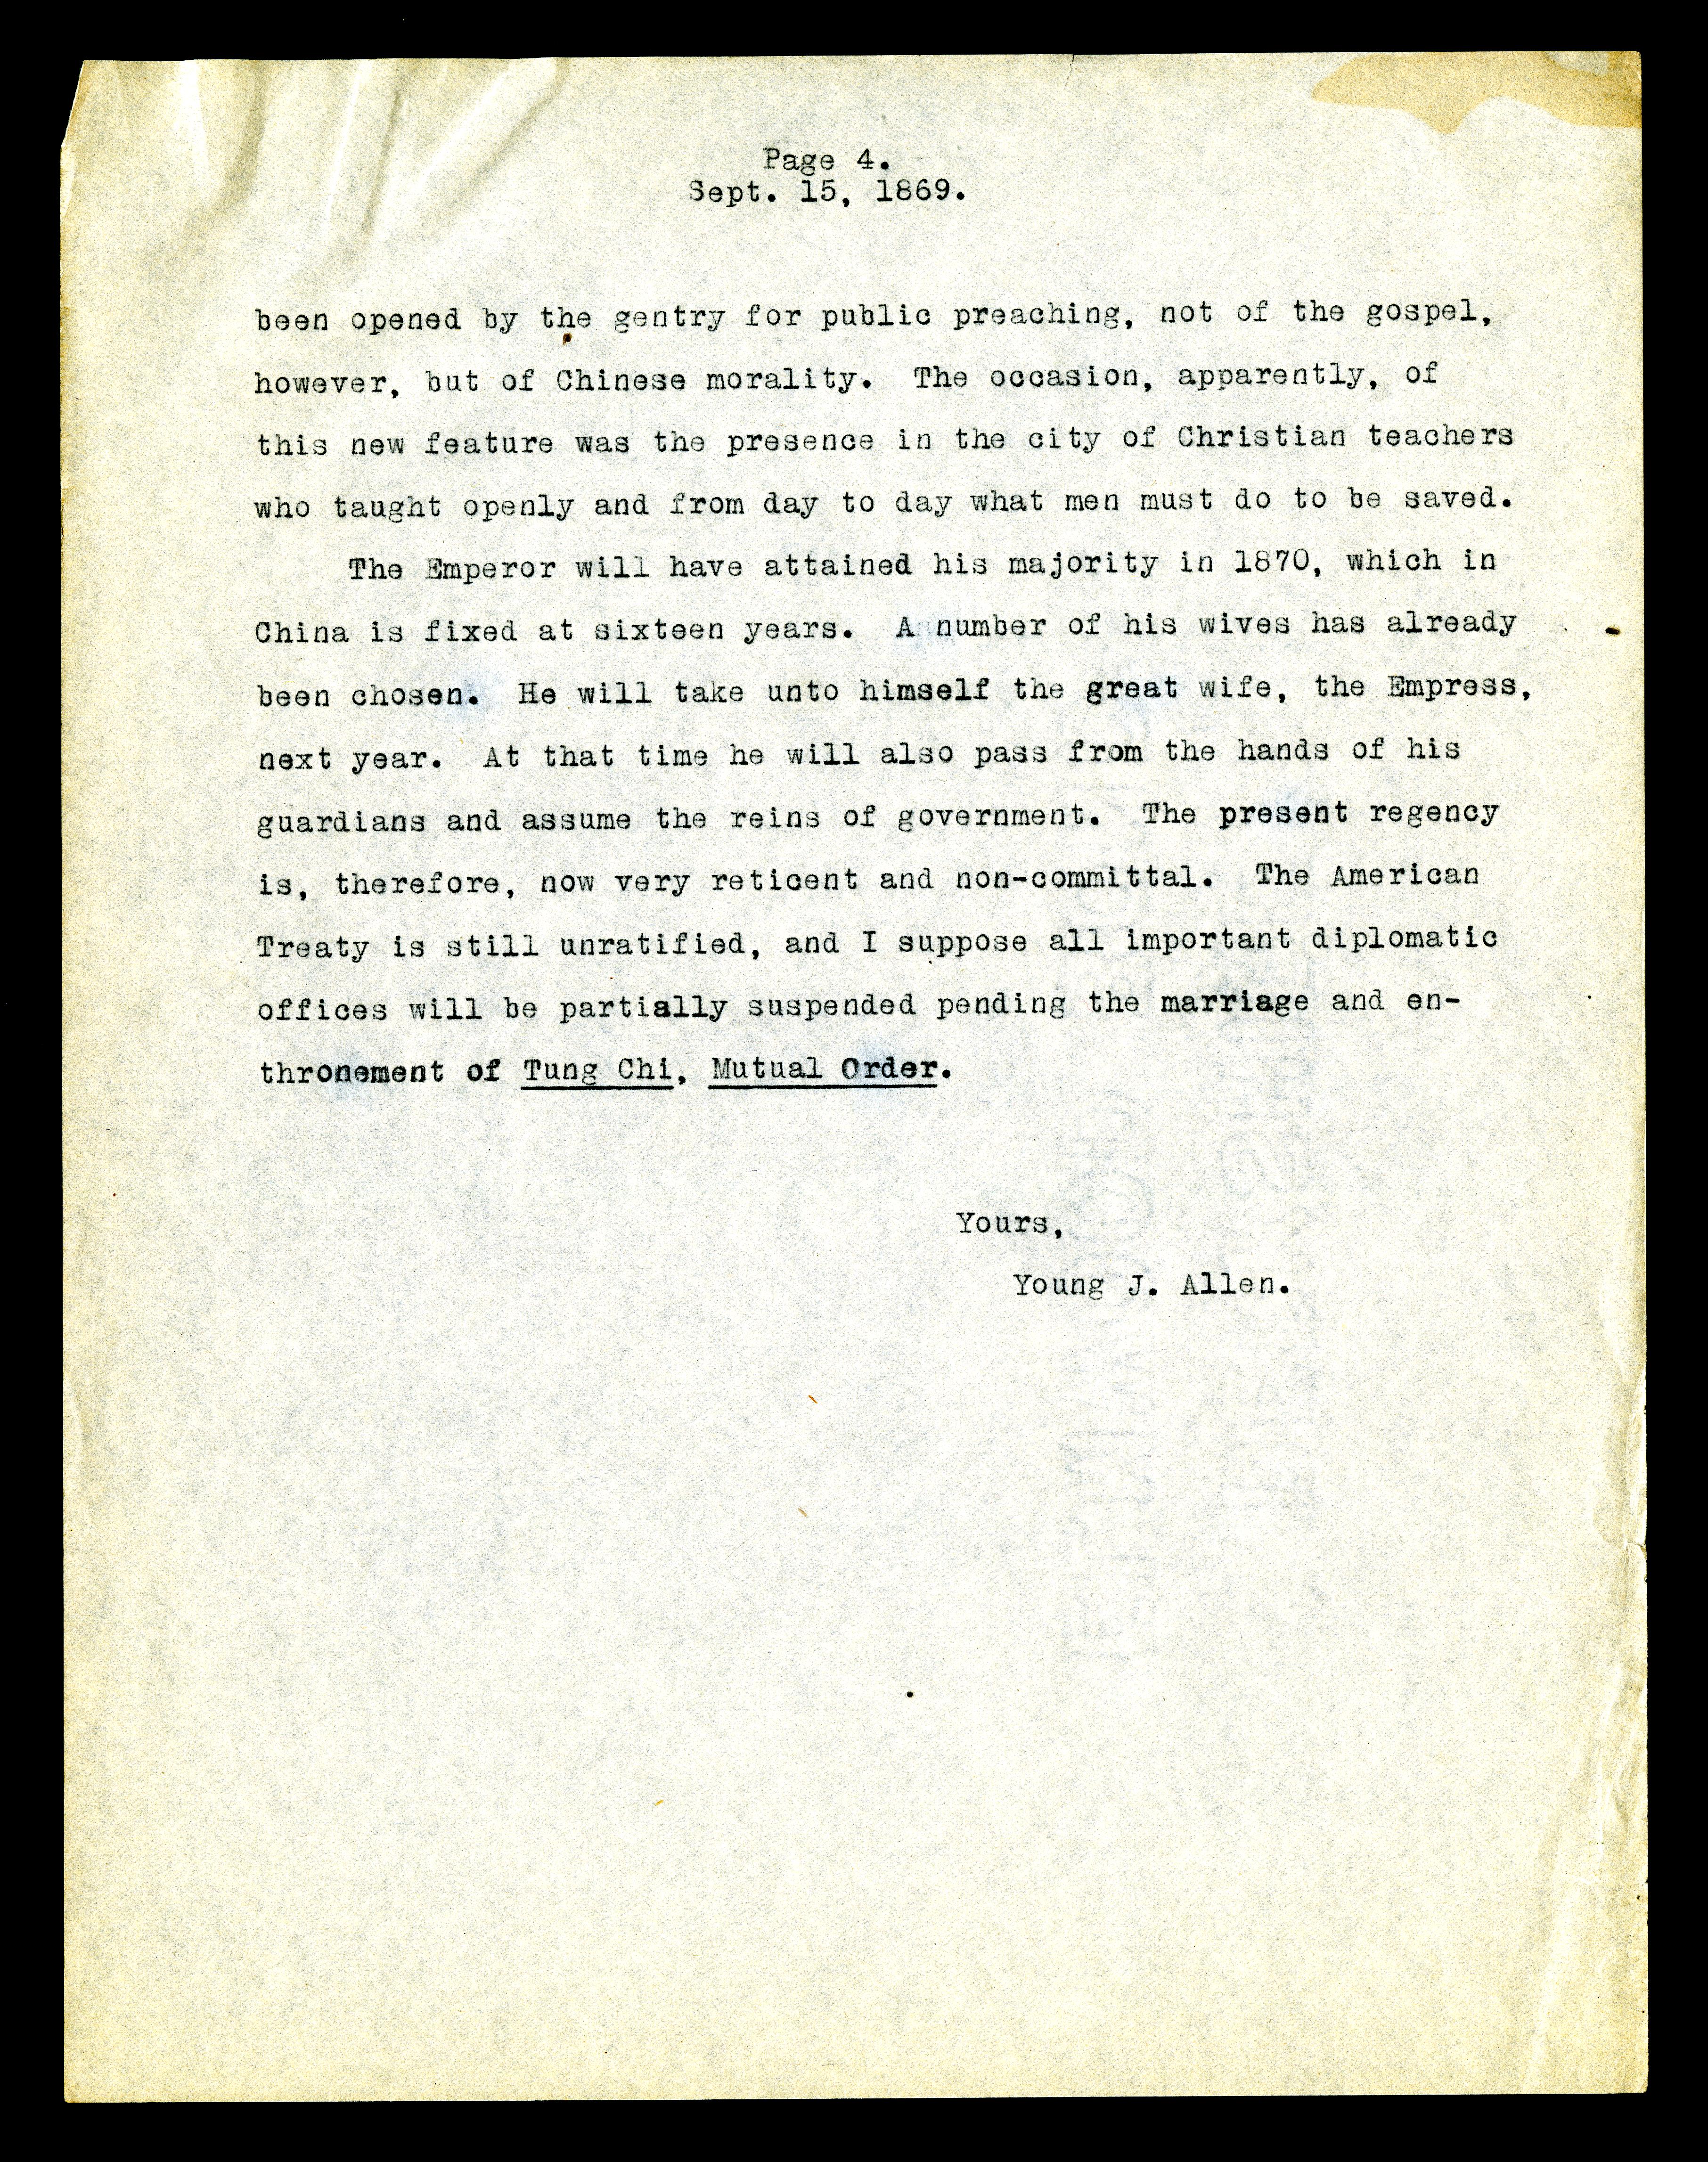 Page 4.
Sept. 15, 1869.
been opened by the gentry for public preaching, not of the gospel,
however, but of Chinese morality. The occasion, apparently, of
this new feature was the presence in the city of Christian teachers
who taught openly and from day to day what men must do to be saved.
The Emperor will have attained his majority in 1870, which in
China is fixed at sixteen years. A number of his wives has already
been chosen. He will take unto himself the great wife, the Empress,
next year. At that time he will also pass from the hands of his
guardians and assume the reins of government. The present regency
is, therefore, now very reticent and non-committal. The American
Treaty is still unratified, and I suppose all important diplomatic
offices will be partially suspended pending the marriage and en-
thronement of Tung Chi, Mutual Order.
Yours,
Young J. Allen.